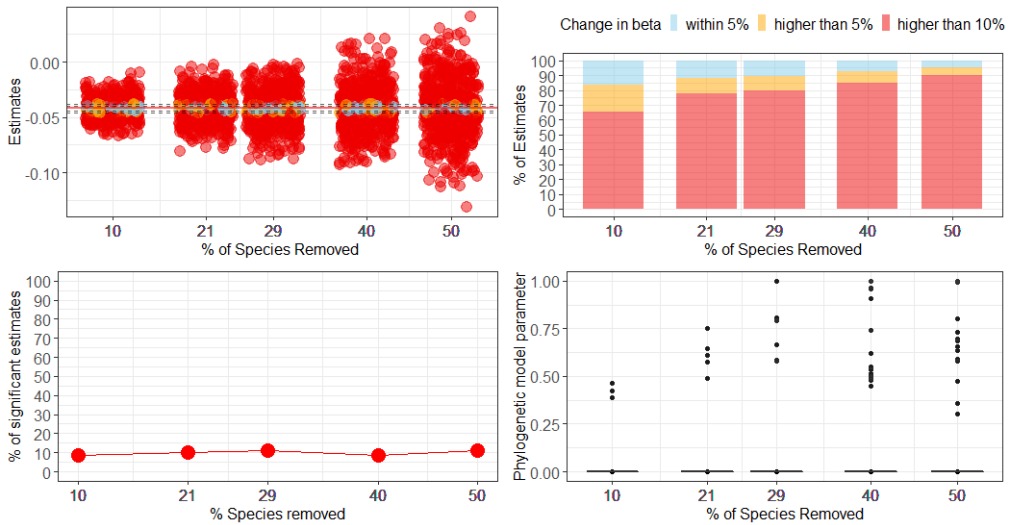 Estimates
0.00
-0.05
-0.10
10 21 29 40 50
% of Species Removed
Change in beta within 5% higher than 5% higher than 10%
% of Estimates
100
90
80
70
60
50
40
30
20
10
0
10 21 29 40 50
% of Species Removed
% of significant estimates
100
90
80
70
60
50
40
30
20
10
0
10 21 29 40 50
% Species removed
Phylogenetic model parameter
1.00
0.75
0.50
0.25
0.00
10 21 29 40 50
% of Species Removed